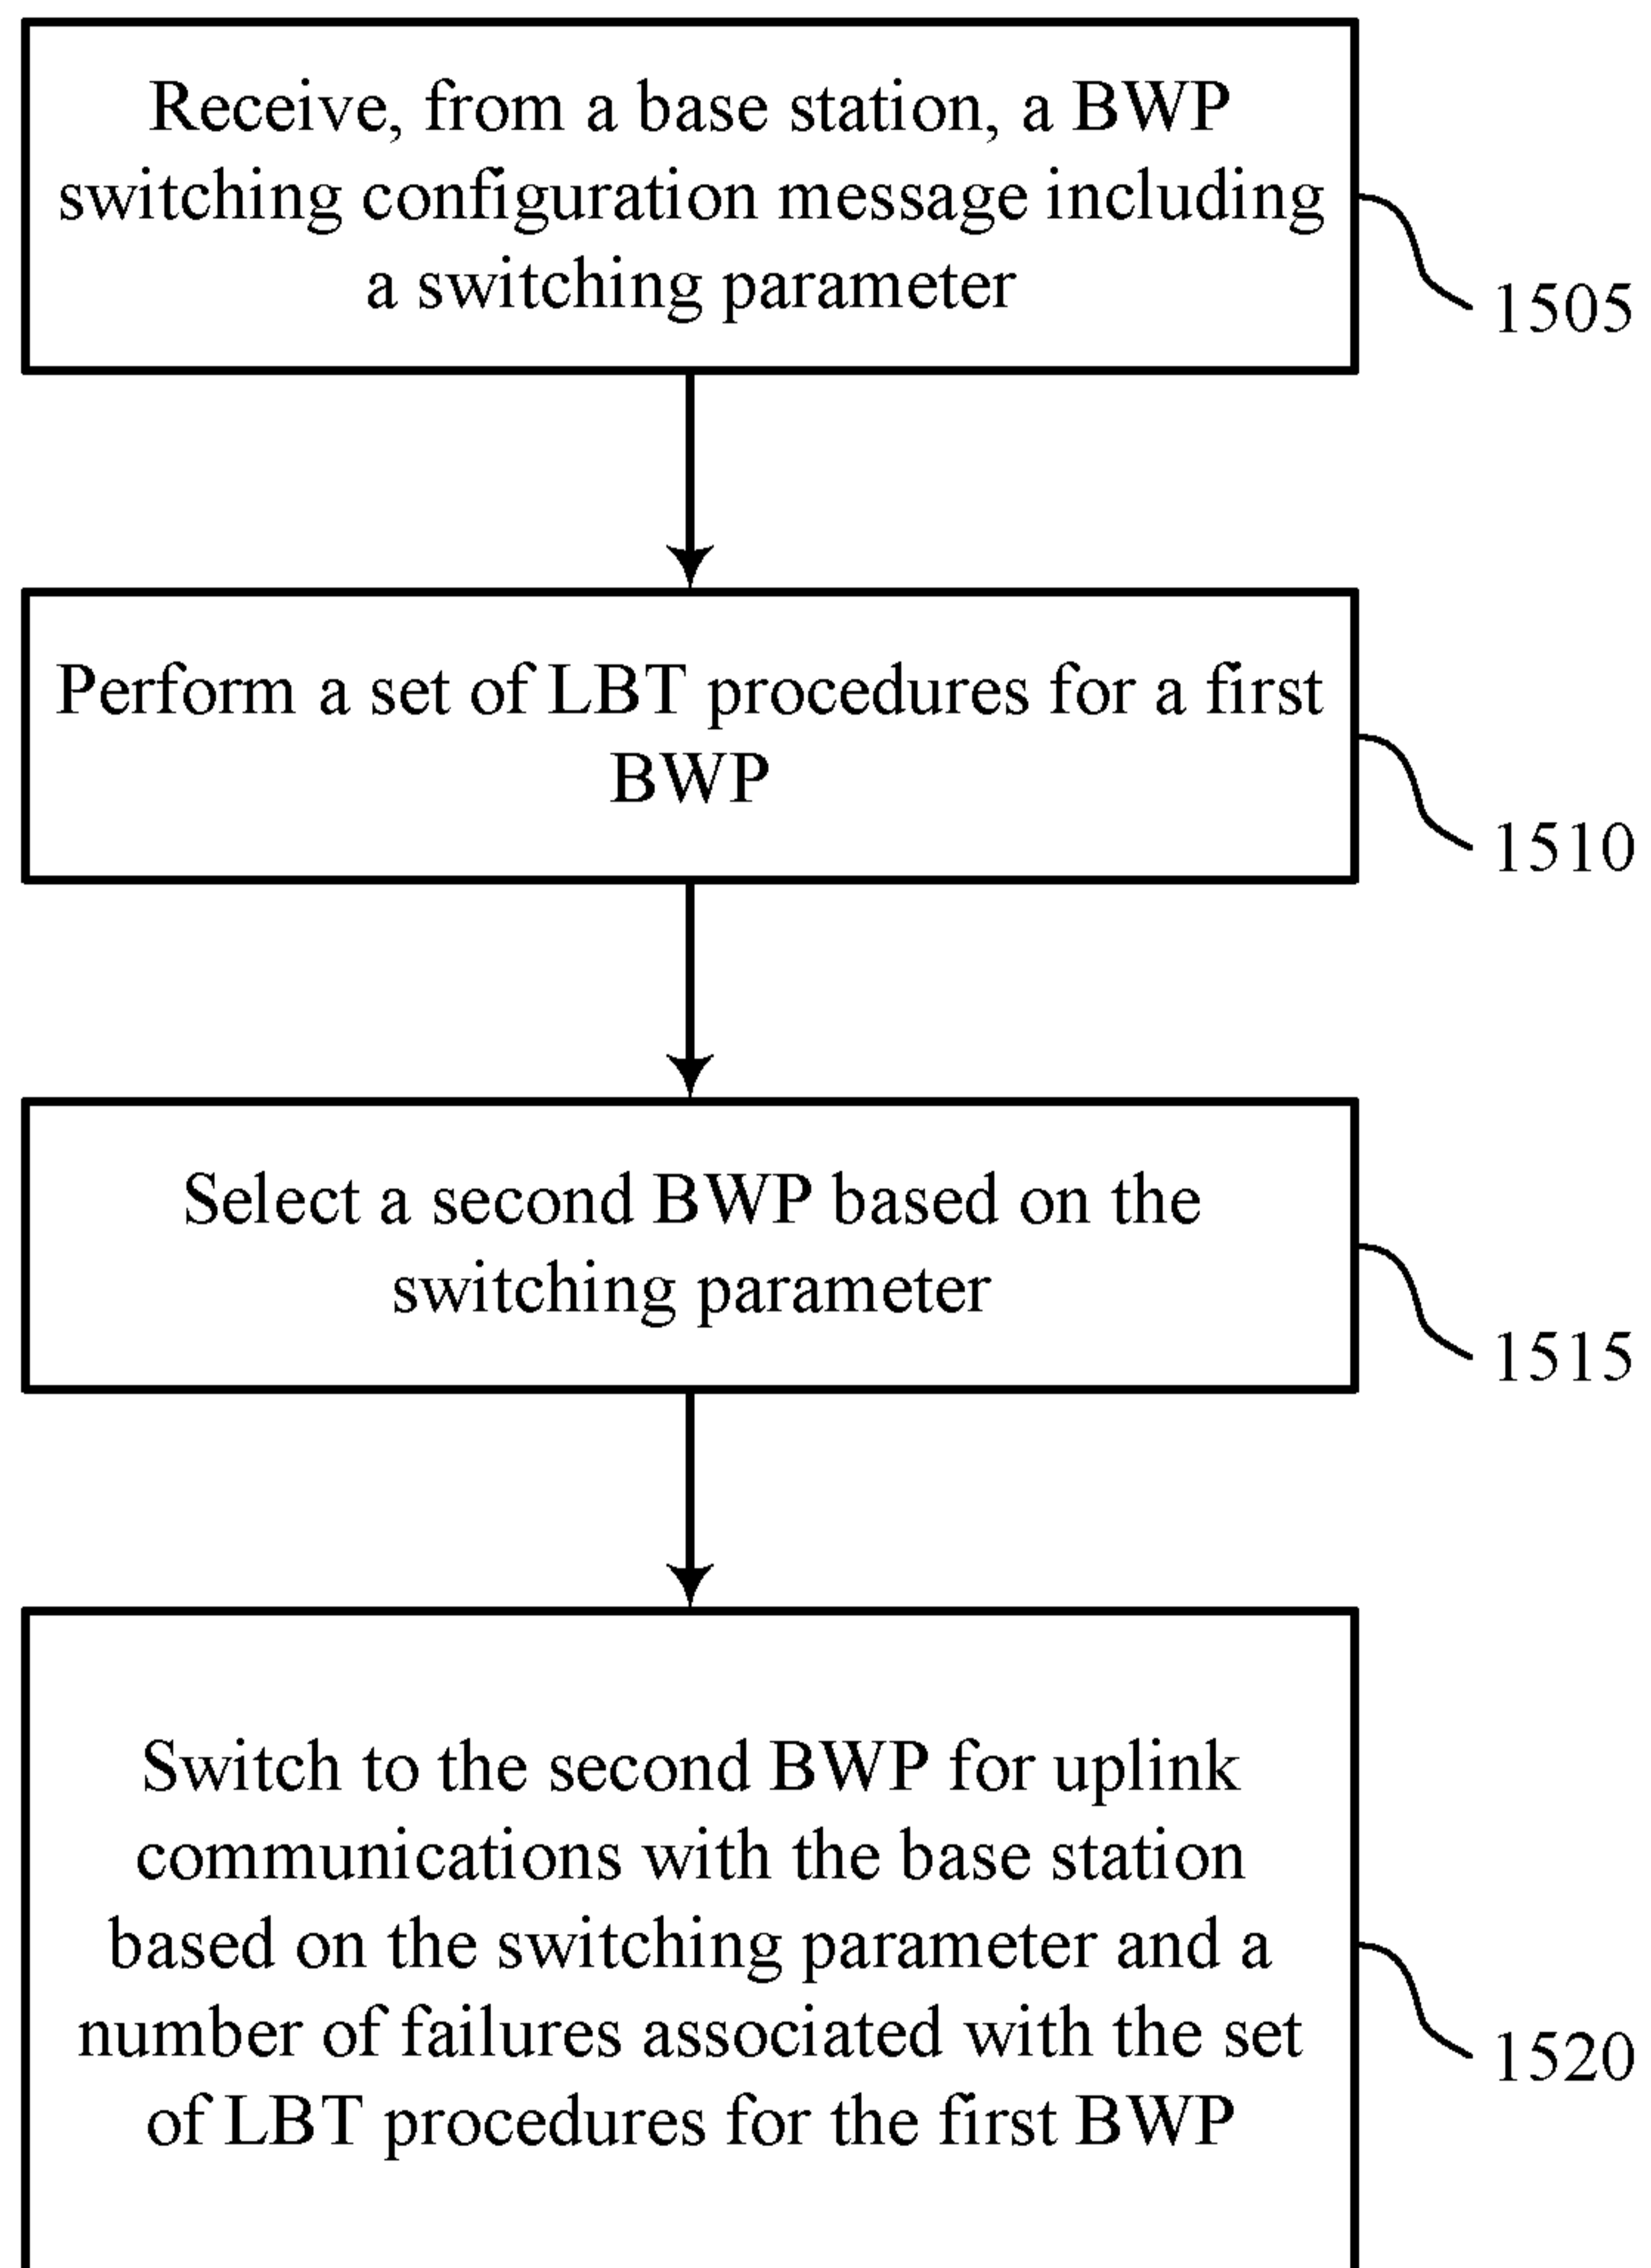 Receive, from a base station, a BWP
switching configuration message including
a switching parameter
1505
Perform a set of LBT procedures for a first
BWP
1510
Select a second BWP based on the
switching parameter
1515
Switch to the second BWP for uplink
communications with the base station
based on the switching parameter and a
number of failures associated with the set
of LBT procedures for the first BWP
1520